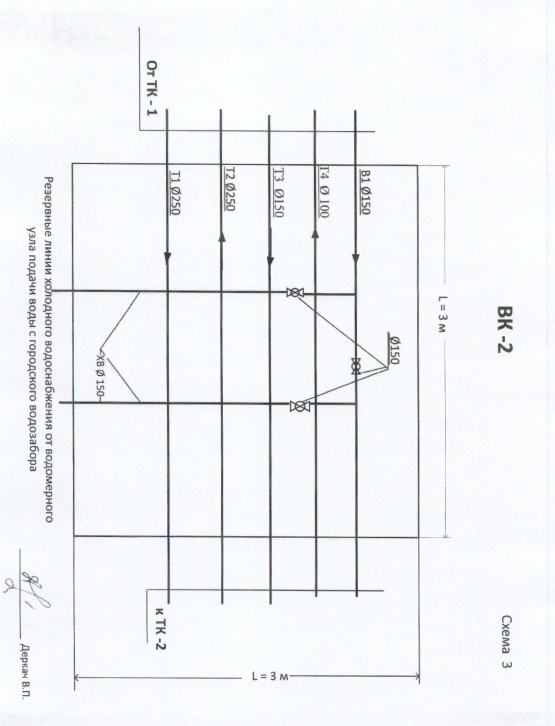 Схема 3
ВК -2
L = 3 м
От ТК - 1
В1 Ø150
Т4 Ø 100
Т3 Ø150
Т2 Ø250
Т1 Ø250
Ø150
ХВ Ø 150
к ТК -2
L = 3 м
Резервные линии холодного водоснабжения от водомерного
узла подачи воды с городского водозабора
Деркач В.П.